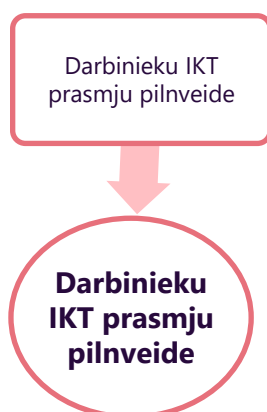 Darbinieku IKT
prasmju pilnveide
Darbinieku
IKT prasmju
pilnveide